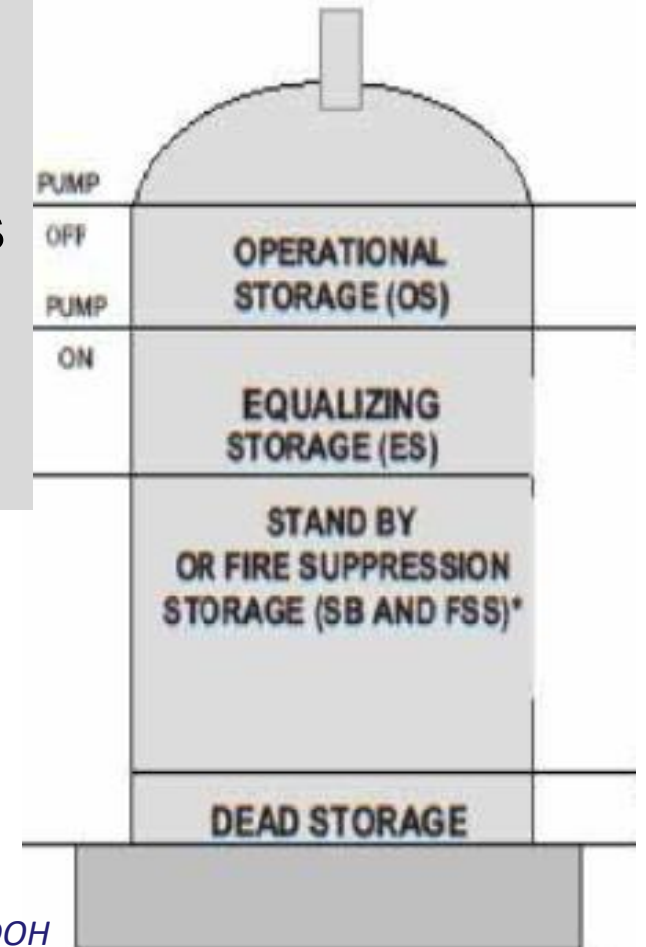 PUMP
OFF
PUMP
ON
OPERATIONAL
STORAGE (OS)
EQUALIZING
STORAGE (ES)
STAND BY
OR FIRE SUPPRESSION
STORAGE (SB AND FSS)*
DEAD STORAGE